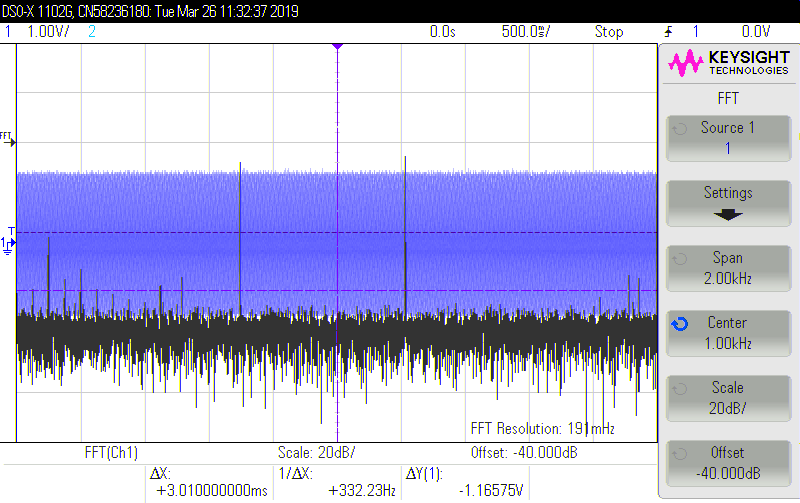 DSO-X 1102G, CN58236180: Tue Mar 26 11:32:37 2019
1 1.00V/ 2 0.0s 500.0ms/ Stop 1 0.0V
KEYSIGHT
TECHNOLOGIES
FFT
Source 1
1
Settings
Span
2.00kHz
Center
1.00kHz
Scale
20dB/
Offset
-40.000dB
FFT
T
1
FFT Resolution: 191mHz
FFT(Ch1) Scale: 20dB/ Offset: -40.000dB
ΔX: 1/ΔX: ΔY(1):
+3.010000000ms +332.23Hz -1.16575V